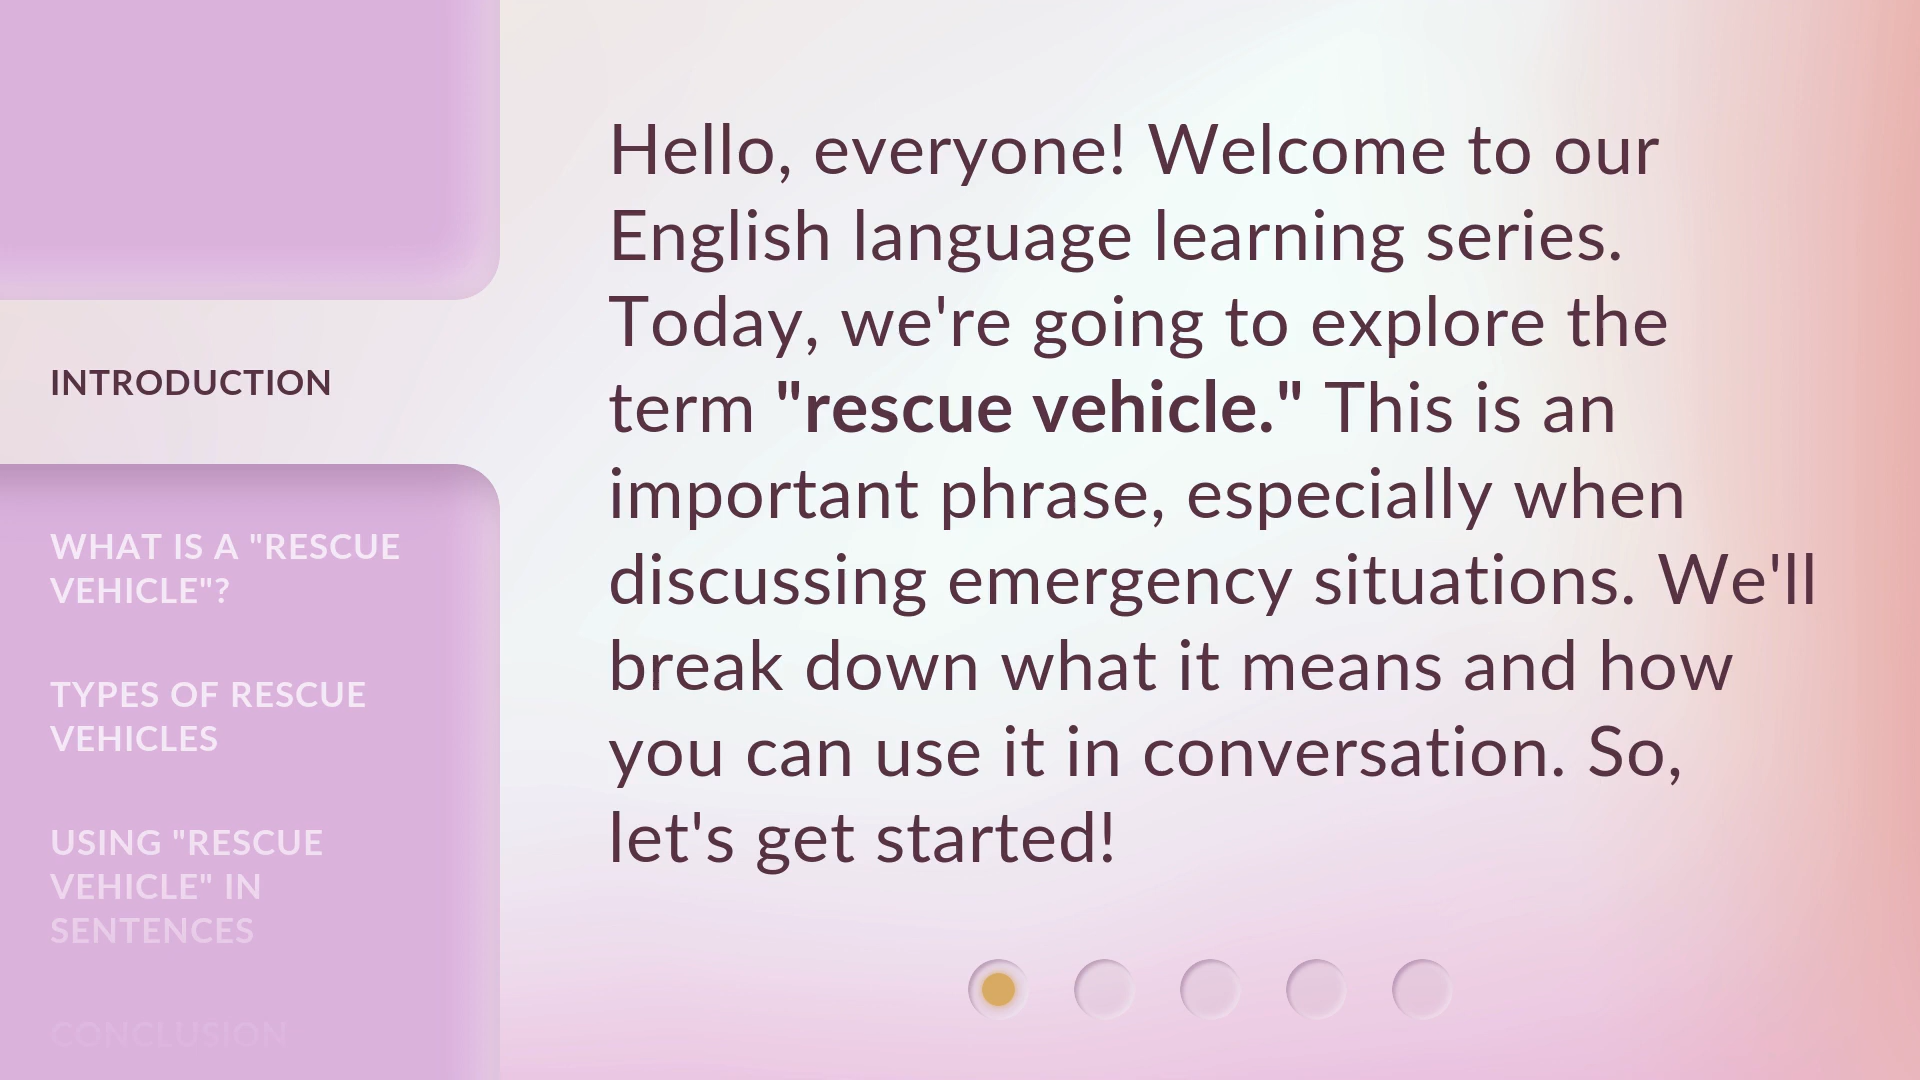 INTRODUCTION
WHAT IS A "RESCUE
VEHICLE"?
TYPES OF RESCUE
VEHICLES
USING "RESCUE
VEHICLE" IN
SENTENCES
CONCLUSION
Hello, everyone! Welcome to our
English language learning series.
Today, we're going to explore the
term "rescue vehicle." This is an
important phrase, especially when
discussing emergency situations. We'll
break down what it means and how
you can use it in conversation. So,
let's get started!